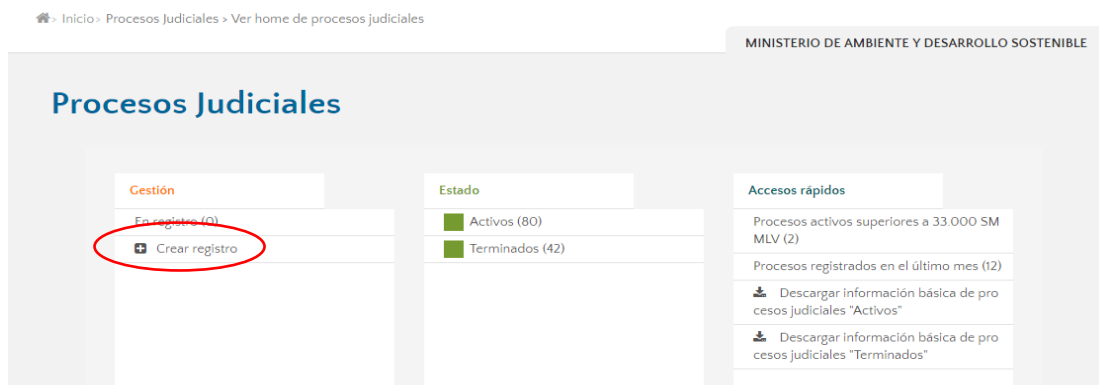 > Inicio> Procesos Judiciales > Ver home de procesos judiciales
MINISTERIO DE AMBIENTE Y DESARROLLO SOSTENIBLE
Procesos Judiciales
Gestión
En registro (0)
Crear registro
Estado
Activos (80)
Terminados (42)
Accesos rápidos
Procesos activos superiores a 33.000 SM
MLV (2)
Procesos registrados en el último mes (12)
Descargar información básica de pro
cesos judiciales "Activos"
Descargar información básica de pro
cesos judiciales "Terminados"